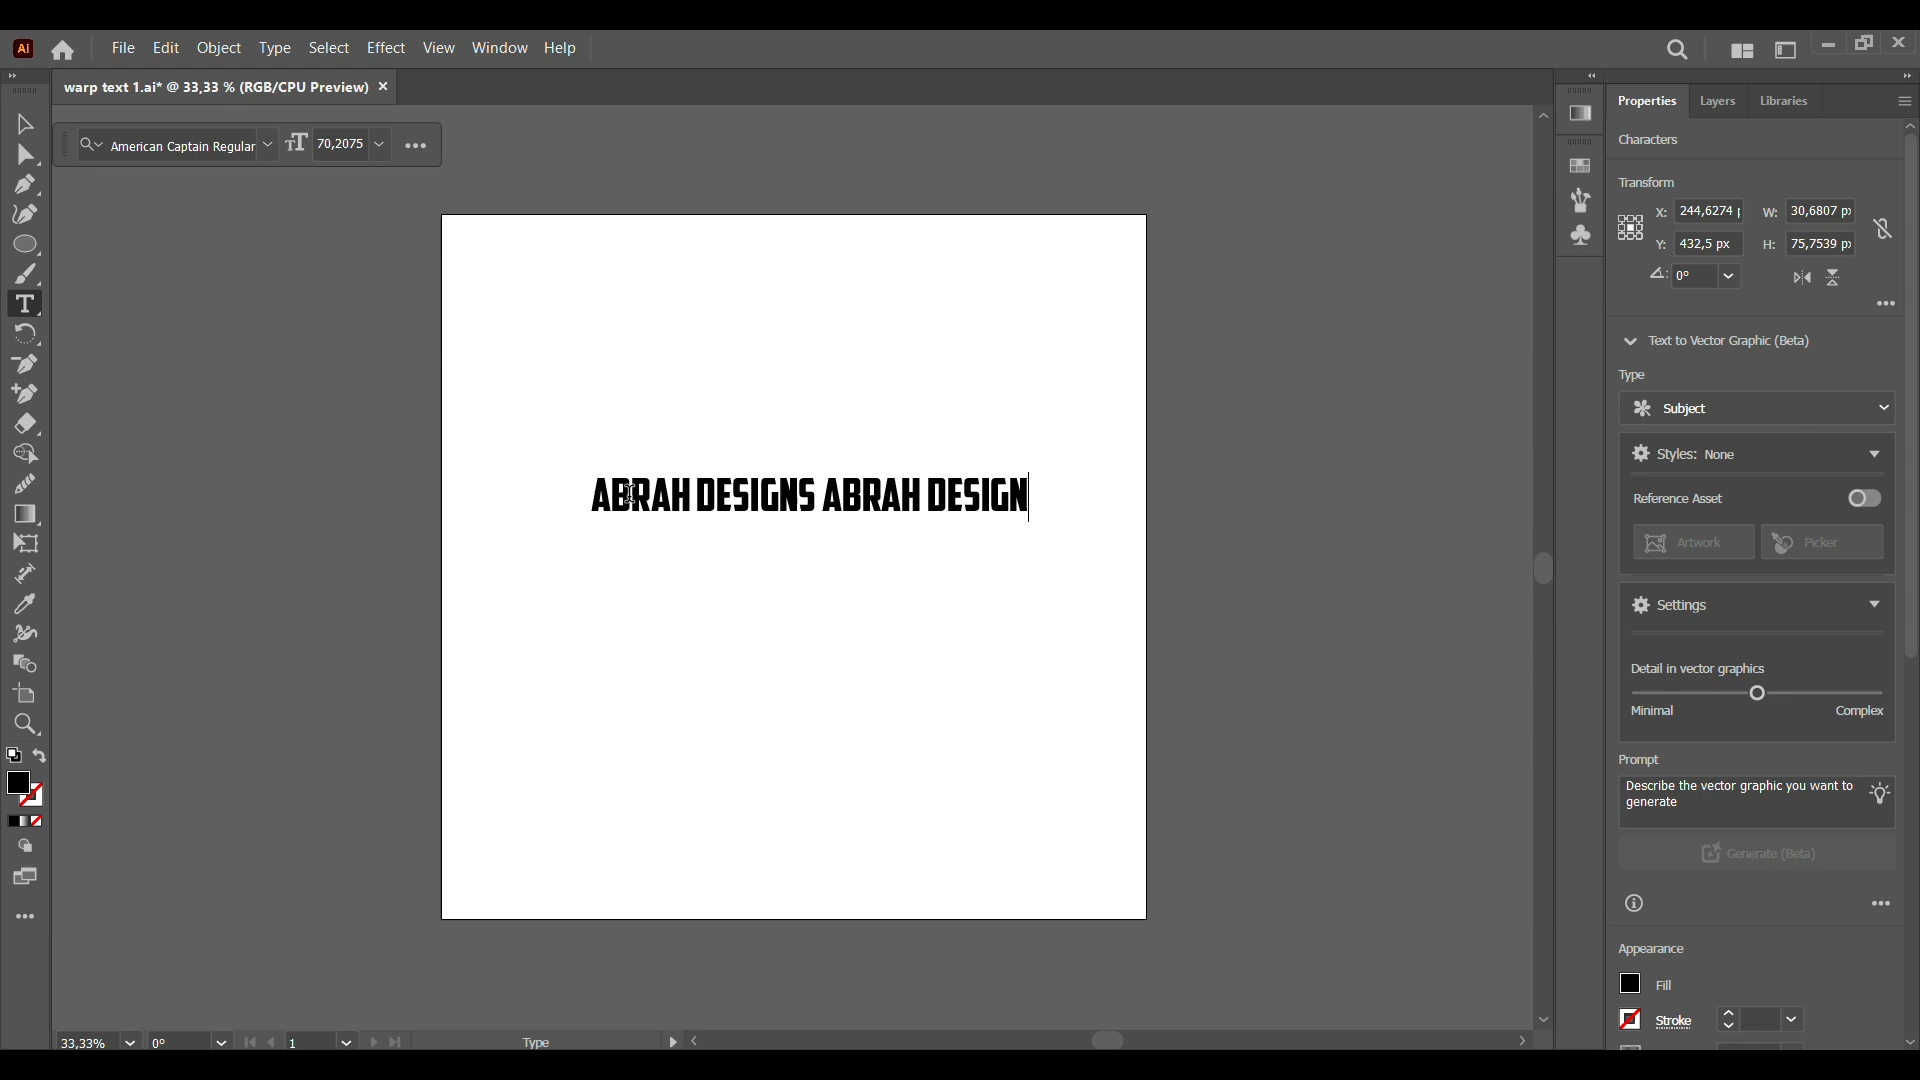 Ai File Edit Object Type Select Effect View Window Help
warp text 1.ai* @ 33,33 % (RGB/CPU Preview) ×
American Captain Regular 70,2075
ABRAH DESIGNS ABRAH DESIGN
33,33% 0° 1 Type
Properties Layers Libraries
Characters
Transform
X: 244,6274 W: 30,6807 px
Y: 432,5 px H: 75,7539 px
0°
Text to Vector Graphic (Beta)
Type
Subject
Styles: None
Reference Asset
Artwork Picker
Settings
Detail in vector graphics
Minimal Complex
Prompt
Describe the vector graphic you want to
generate
Generate (Beta)
Appearance
Fill
Stroke